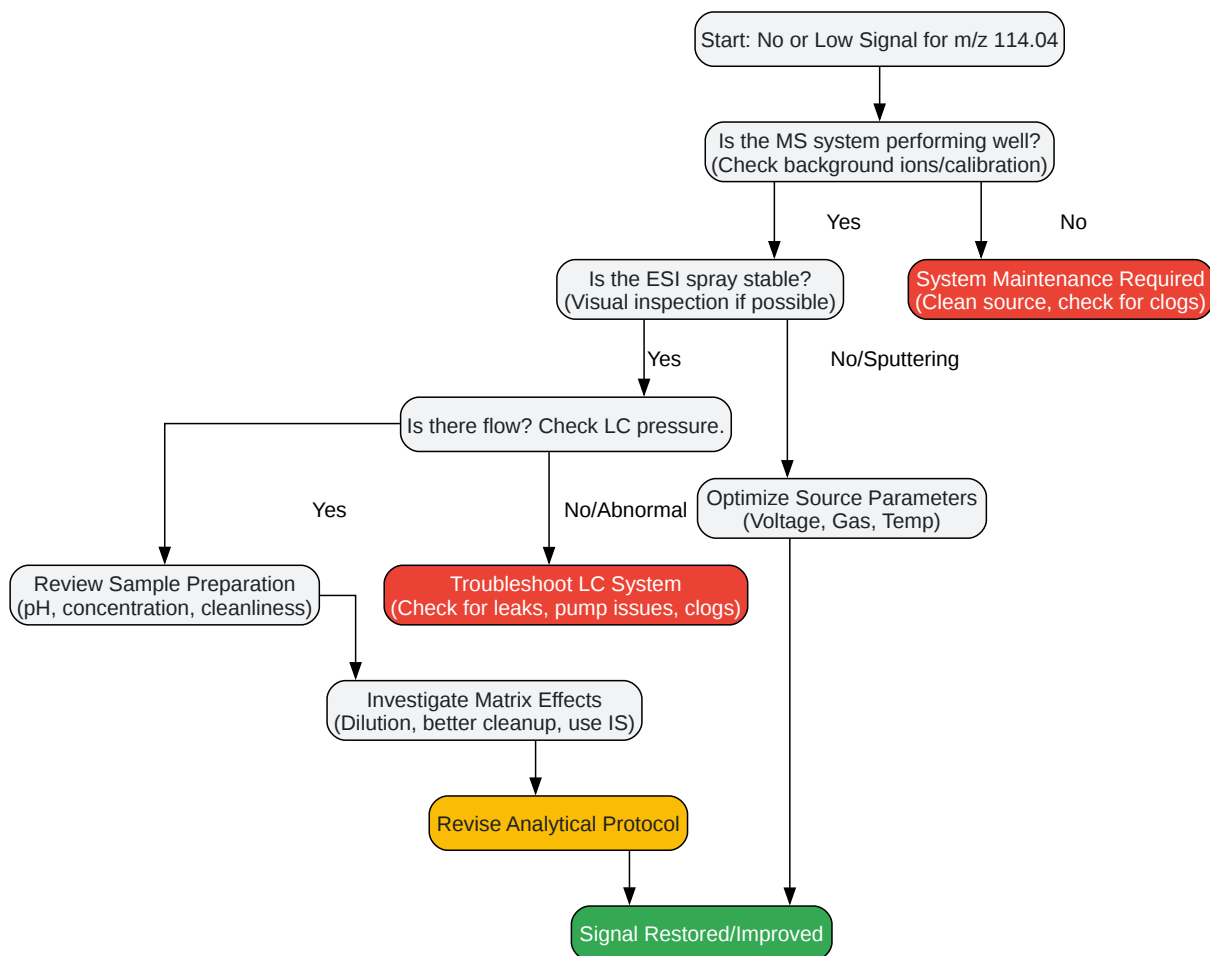 Start: No or Low Signal for m/z 114.04
Is the MS system performing well?
(Check background ions/calibration)
Yes
No
Is the ESI spray stable?
(Visual inspection if possible)
System Maintenance Required
(Clean source, check for clogs)
Yes
No/Sputtering
Is there flow? Check LC pressure.
Yes
No/Abnormal
Optimize Source Parameters
(Voltage, Gas, Temp)
Review Sample Preparation
(pH, concentration, cleanliness)
Troubleshoot LC System
(Check for leaks, pump issues, clogs)
Investigate Matrix Effects
(Dilution, better cleanup, use IS)
Revise Analytical Protocol
Signal Restored/Improved